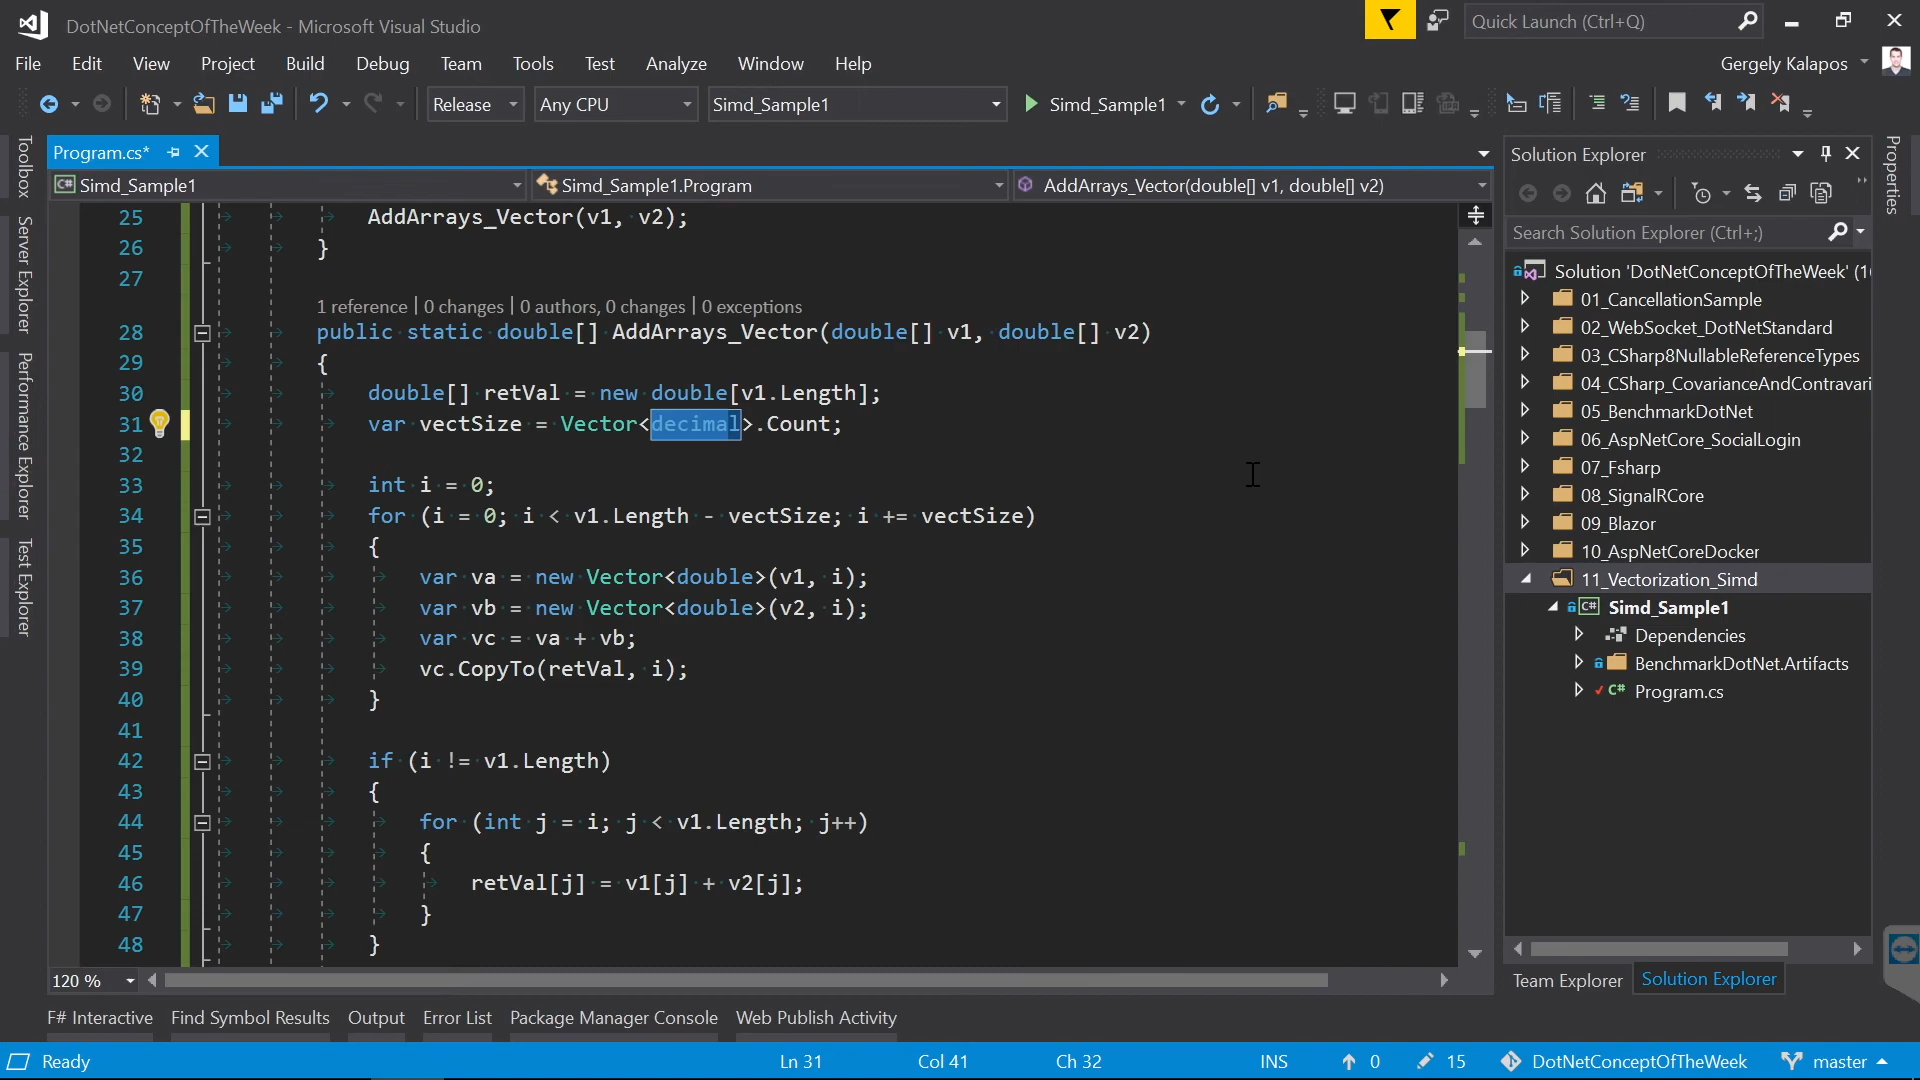 DotNetConceptOfTheWeek - Microsoft Visual Studio
Quick Launch (Ctrl+Q)
File Edit View Project Build Debug Team Tools Test Analyze Window Help
Gergely Kalapos
Release Any CPU Simd_Sample1 Simd_Sample1
Toolbox
Server Explorer
Performance Explorer
Test Explorer
Program.cs*
Simd_Sample1 Simd_Sample1.Program AddArrays_Vector(double[] v1, double[] v2)
25 AddArrays_Vector(v1, v2);
26 }
27
1 reference | 0 changes | 0 authors, 0 changes | 0 exceptions
28 public static double[] AddArrays_Vector(double[] v1, double[] v2)
29 {
30 double[] retVal = new double[v1.Length];
31 var vectSize = Vector<decimal>.Count;
32
33 int i = 0;
34 for (i = 0; i < v1.Length - vectSize; i += vectSize)
35 {
36 var va = new Vector<double>(v1, i);
37 var vb = new Vector<double>(v2, i);
38 var vc = va + vb;
39 vc.CopyTo(retVal, i);
40 }
41
42 if (i != v1.Length)
43 {
44 for (int j = i; j < v1.Length; j++)
45 {
46 retVal[j] = v1[j] + v2[j];
47 }
48 }
120 %
Solution Explorer
Search Solution Explorer (Ctrl+;)
Solution 'DotNetConceptOfTheWeek' (1
01_CancellationSample
02_WebSocket_DotNetStandard
03_CSharp8NullableReferenceTypes
04_CSharp_CovarianceAndContravari
05_BenchmarkDotNet
06_AspNetCore_SocialLogin
07_Fsharp
08_SignalRCore
09_Blazor
10_AspNetCoreDocker
11_Vectorization_Simd
C# Simd_Sample1
Dependencies
BenchmarkDotNet.Artifacts
C# Program.cs
Team Explorer Solution Explorer
Properties
F# Interactive Find Symbol Results Output Error List Package Manager Console Web Publish Activity
Ready Ln 31 Col 41 Ch 32 INS 0 15 DotNetConceptOfTheWeek master